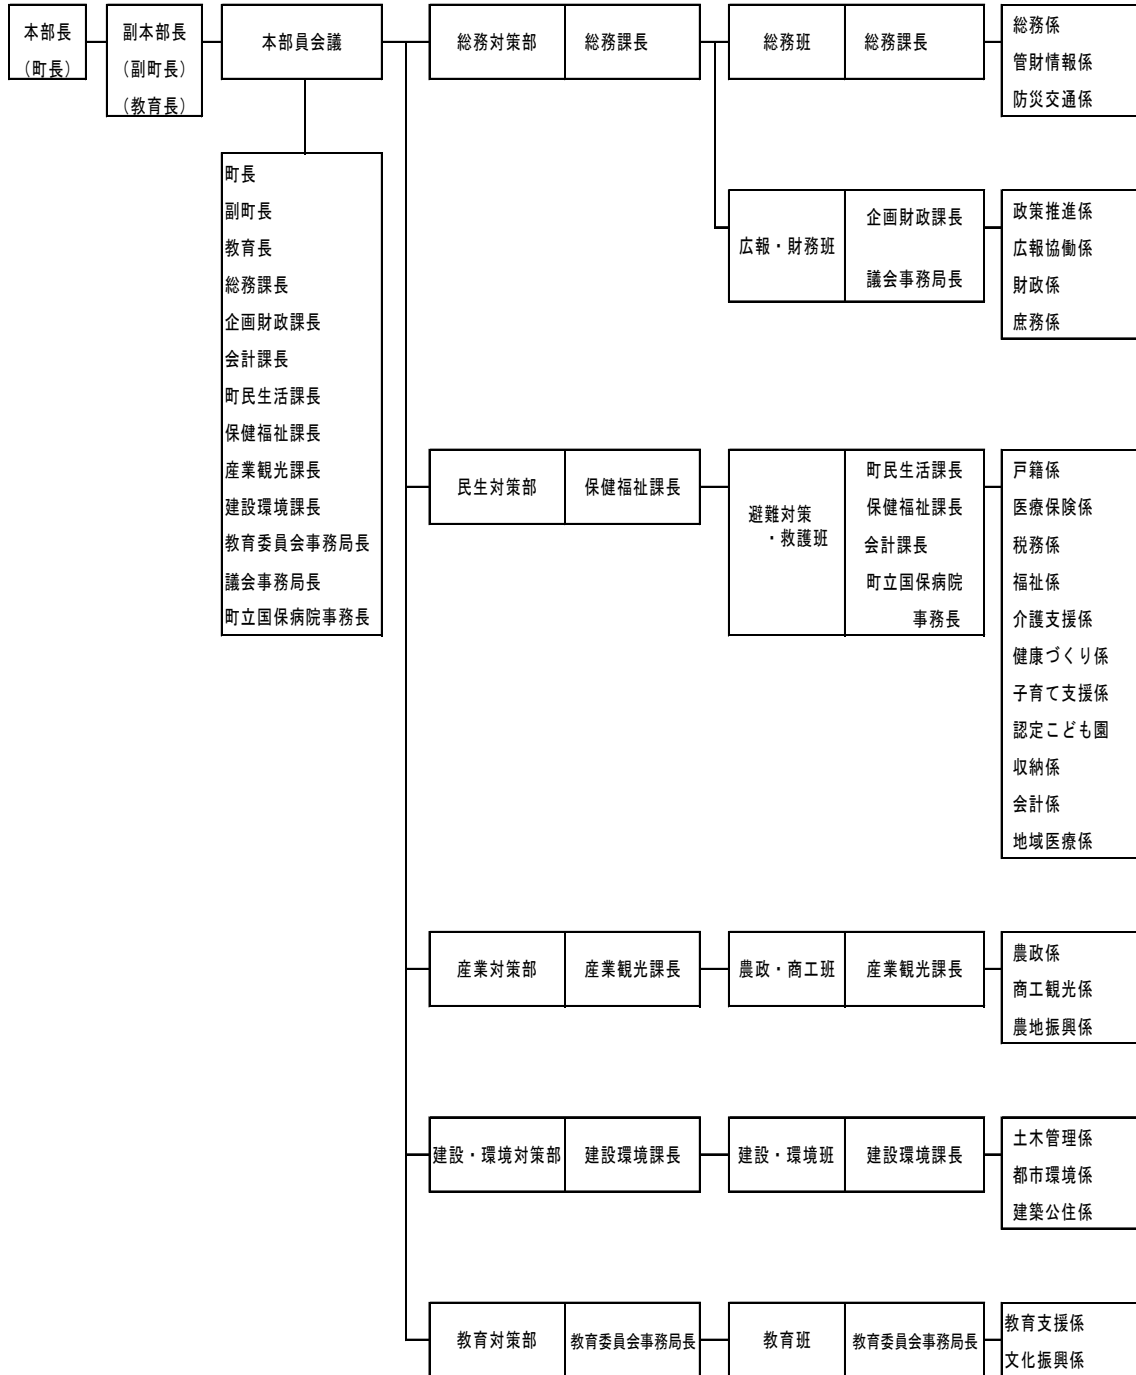 本部長
（町長）
副本部長
（副町長）
（教育長）
本部員会議
町長
副町長
教育長
総務課長
企画財政課長
会計課長
町民生活課長
保健福祉課長
産業観光課長
建設環境課長
教育委員会事務局長
議会事務局長
町立国保病院事務長
総務対策部
総務課長
総務班
総務課長
総務係
管財情報係
防災交通係
広報・財務班
企画財政課長
議会事務局長
政策推進係
広報協働係
財政係
庶務係
民生対策部
保健福祉課長
避難対策
・救護班
町民生活課長
保健福祉課長
会計課長
町立国保病院
事務長
戸籍係
医療保険係
税務係
福祉係
介護支援係
健康づくり係
子育て支援係
認定こども園
収納係
会計係
地域医療係
産業対策部
産業観光課長
農政・商工班
産業観光課長
農政係
商工観光係
農地振興係
建設・環境対策部
建設環境課長
建設・環境班
建設環境課長
土木管理係
都市環境係
建築公住係
教育対策部
教育委員会事務局長
教育班
教育委員会事務局長
教育支援係
文化振興係